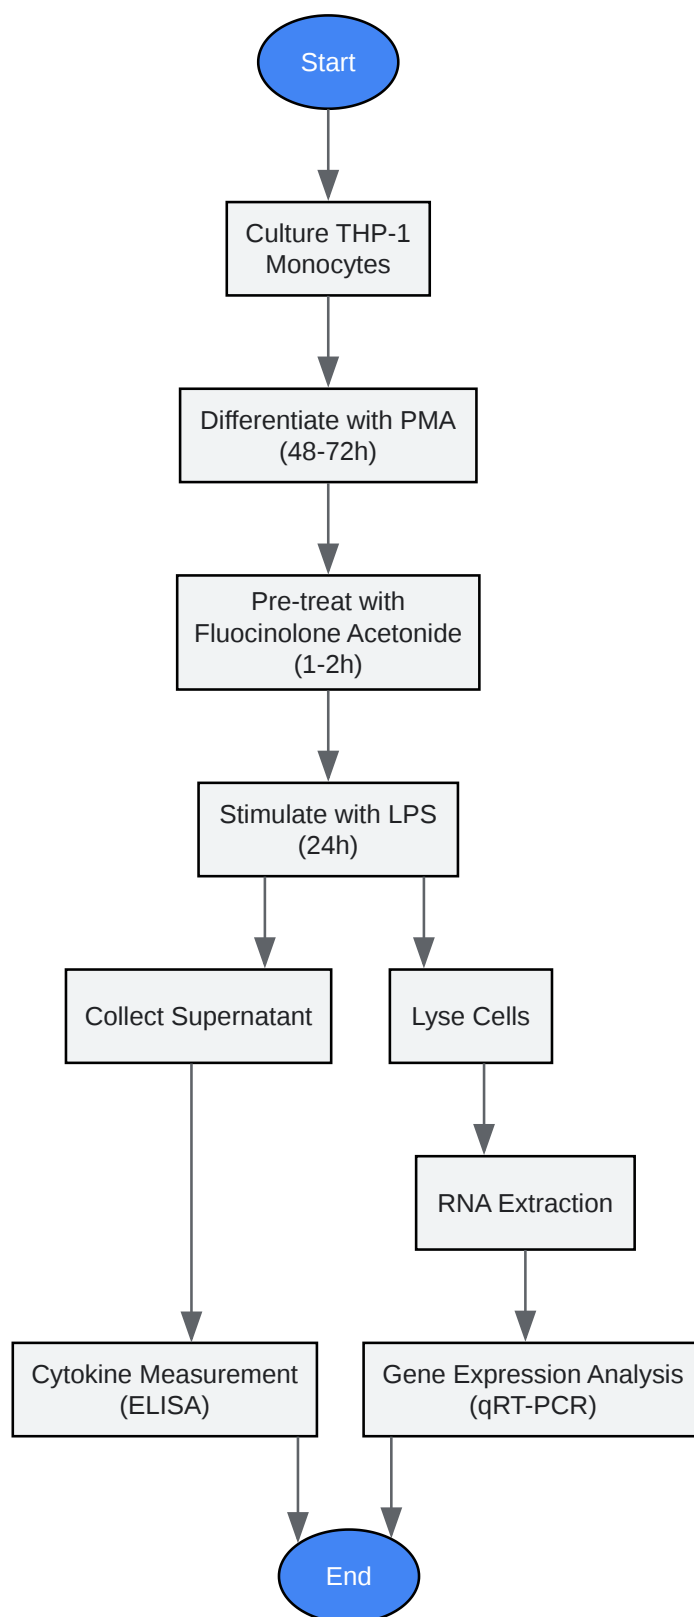 Start
Culture THP-1
Monocytes
Differentiate with PMA
(48-72h)
Pre-treat with
Fluocinolone Acetonide
(1-2h)
Stimulate with LPS
(24h)
Collect Supernatant
Lyse Cells
RNA Extraction
Cytokine Measurement
(ELISA)
Gene Expression Analysis
(qRT-PCR)
End